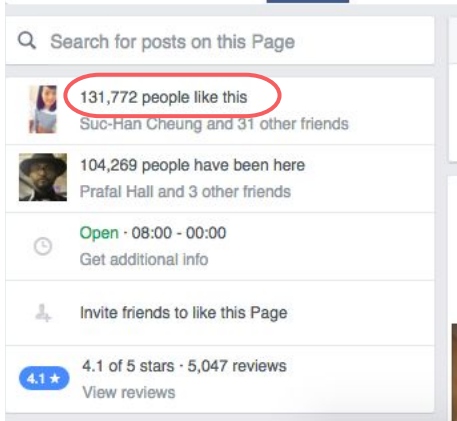 Search for posts on this Page
131,772 people like this
Suc-Han Cheung and 31 other friends
104,269 people have been here
Prafal Hall and 3 other friends
Open · 08:00 - 00:00
Get additional info
Invite friends to like this Page
4.1 of 5 stars · 5,047 reviews
4.1 ★
View reviews